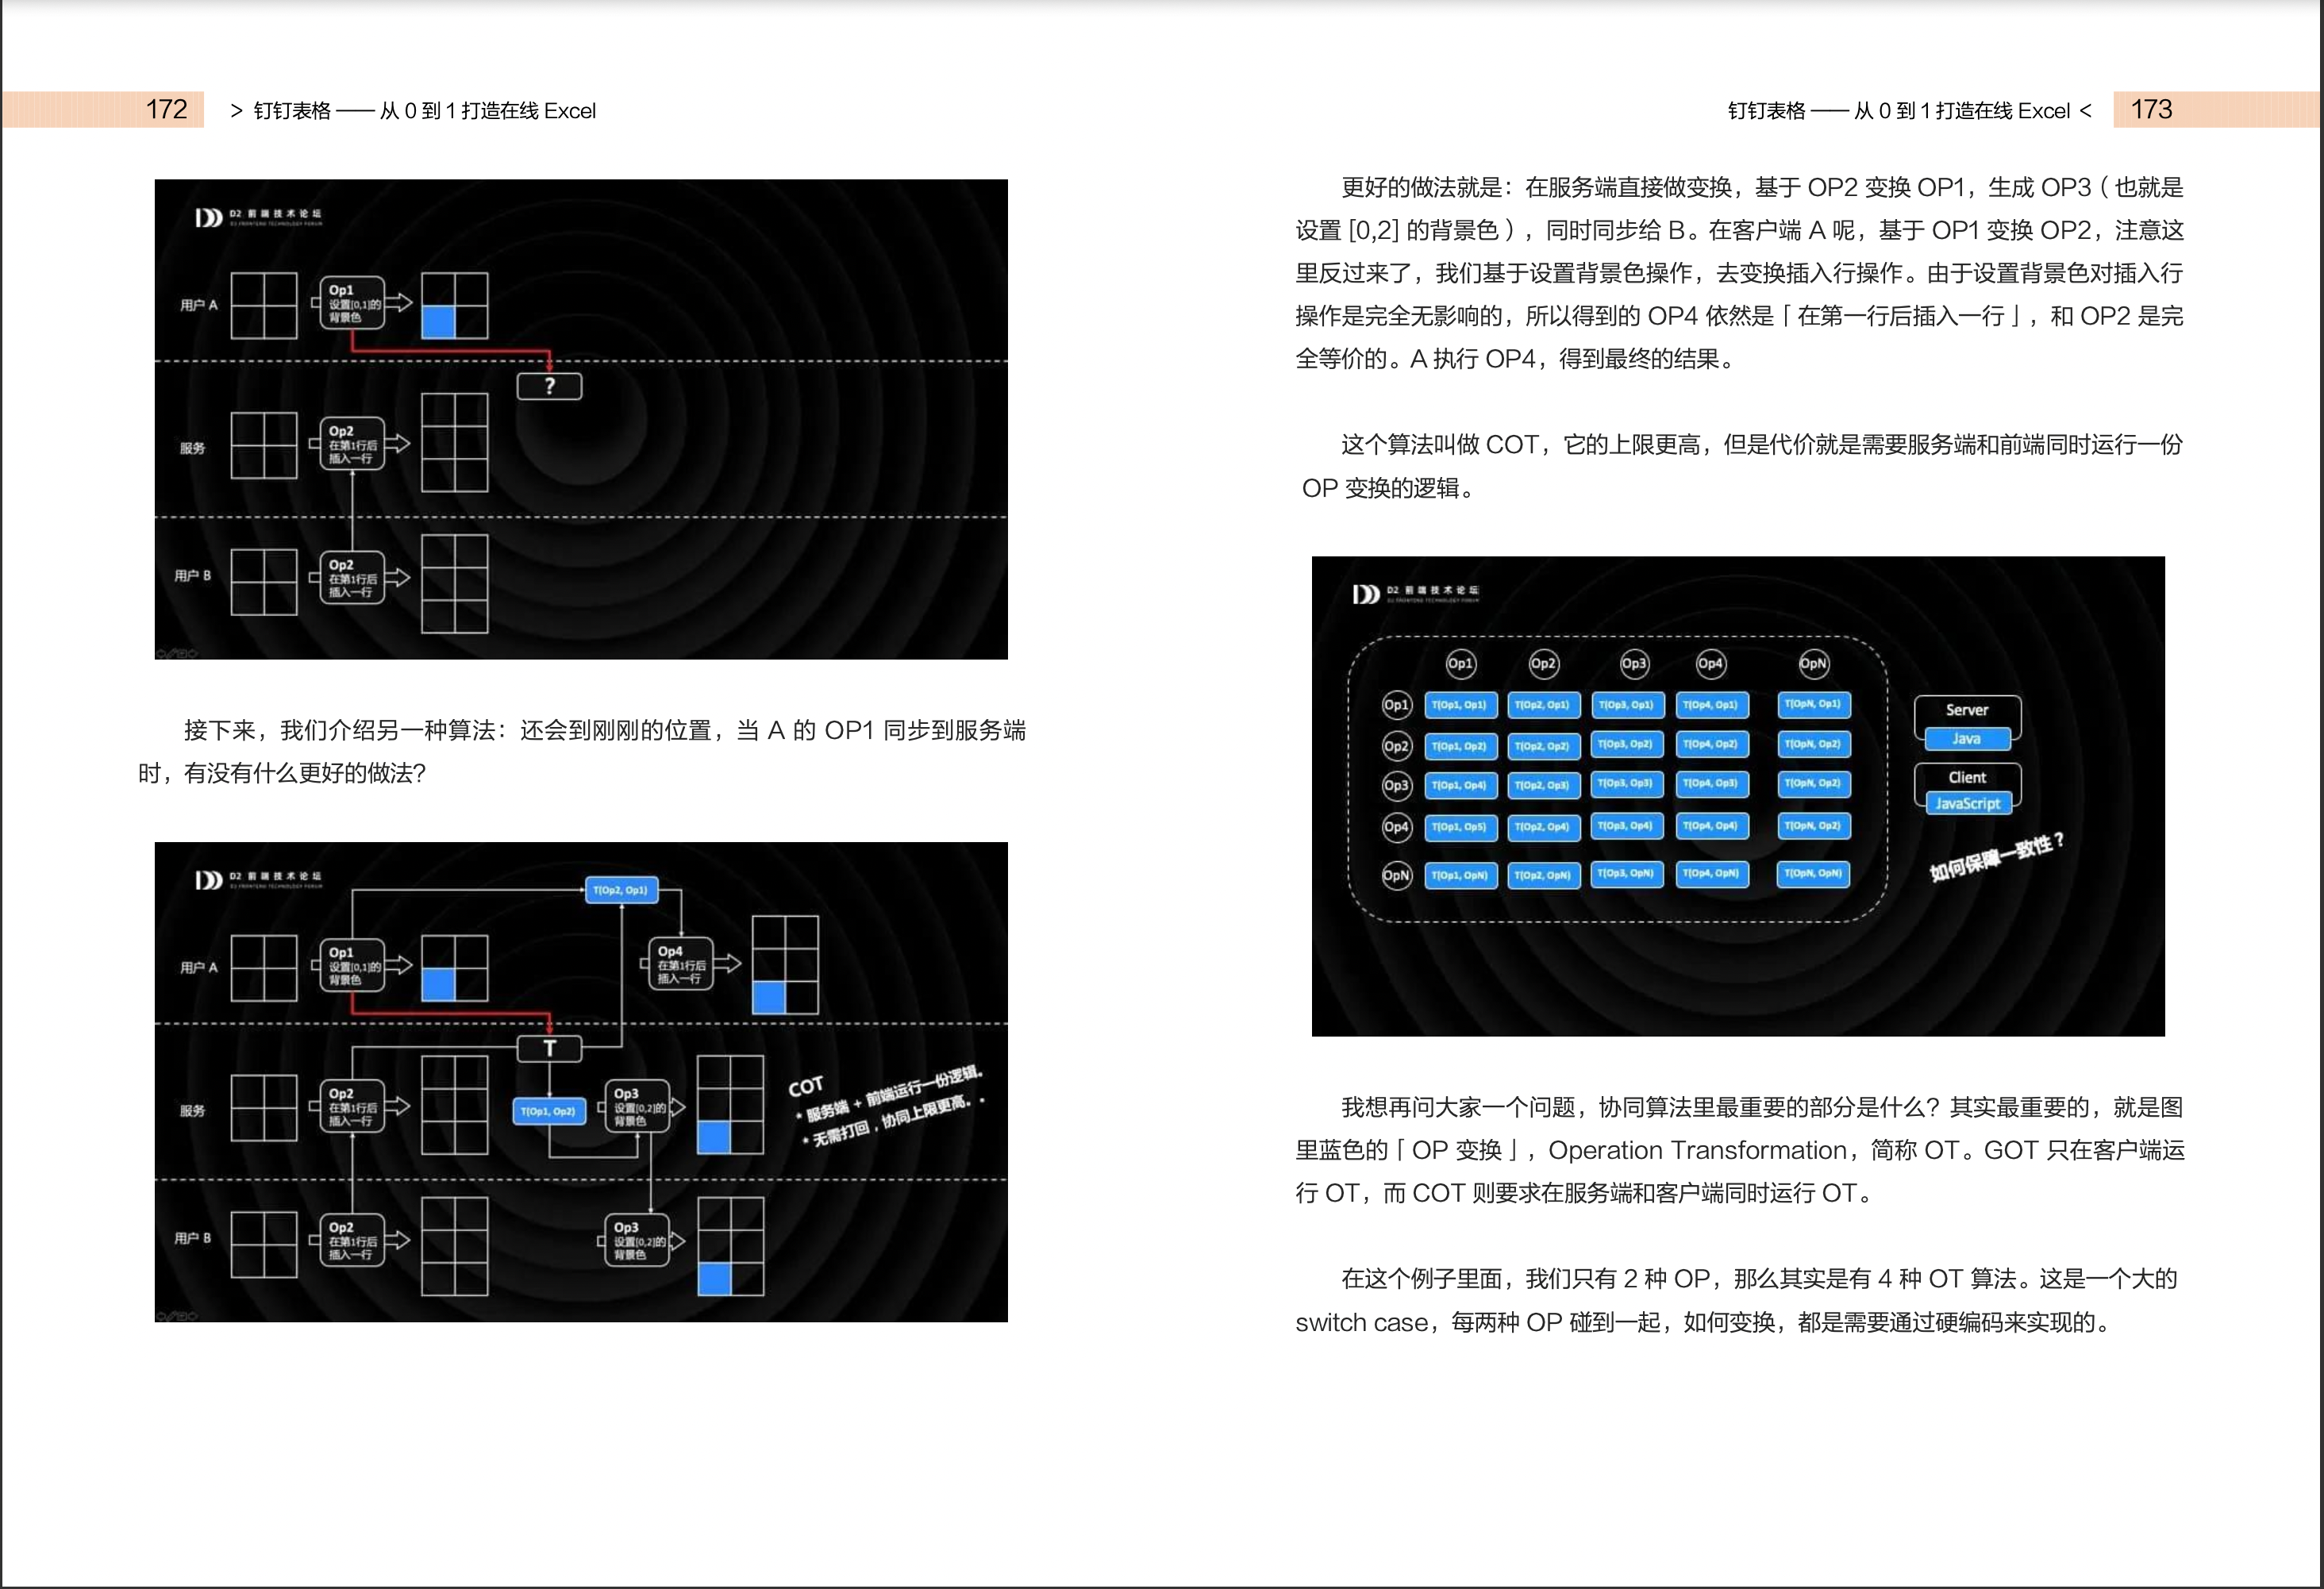 172
> 钉钉表格 —— 从 0 到 1 打造在线 Excel
D2 前端技术论坛
D2 FRONTEND TECHNOLOGY FORUM
用户 A
Op1
设置[0,1]的
背景色
?
服务
Op2
在第1行后
插入一行
用户 B
Op2
在第1行后
插入一行
接下来，我们介绍另一种算法：还会到刚刚的位置，当 A 的 OP1 同步到服务端
时，有没有什么更好的做法？
D2 前端技术论坛
D2 FRONTEND TECHNOLOGY FORUM
T(Op2, Op1)
用户 A
Op1
设置[0,1]的
背景色
Op4
在第1行后
插入一行
T
服务
Op2
在第1行后
插入一行
T(Op1, Op2)
Op3
设置[0,2]的
背景色
COT
* 服务端 + 前端运行一份逻辑。
* 无需打回，协同上限更高。.
用户 B
Op2
在第1行后
插入一行
Op3
设置[0,2]的
背景色
钉钉表格 —— 从 0 到 1 打造在线 Excel <
173
更好的做法就是：在服务端直接做变换，基于 OP2 变换 OP1，生成 OP3（也就是
设置 [0,2] 的背景色），同时同步给 B。在客户端 A 呢，基于 OP1 变换 OP2，注意这
里反过来了，我们基于设置背景色操作，去变换插入行操作。由于设置背景色对插入行
操作是完全无影响的，所以得到的 OP4 依然是「在第一行后插入一行」，和 OP2 是完
全等价的。A 执行 OP4，得到最终的结果。
这个算法叫做 COT，它的上限更高，但是代价就是需要服务端和前端同时运行一份
OP 变换的逻辑。
D2 前端技术论坛
D2 FRONTEND TECHNOLOGY FORUM
Op1 Op2 Op3 Op4 OpN
Op1 T(Op1, Op1) T(Op2, Op1) T(Op3, Op1) T(Op4, Op1) T(OpN, Op1)
Op2 T(Op1, Op2) T(Op2, Op2) T(Op3, Op2) T(Op4, Op2) T(OpN, Op2)
Op3 T(Op1, Op4) T(Op2, Op3) T(Op3, Op3) T(Op4, Op3) T(OpN, Op2)
Op4 T(Op1, Op5) T(Op2, Op4) T(Op3, Op4) T(Op4, Op4) T(OpN, Op2)
OpN T(Op1, OpN) T(Op2, OpN) T(Op3, OpN) T(Op4, OpN) T(OpN, OpN)
Server
Java
Client
JavaScript
如何保障一致性？
我想再问大家一个问题，协同算法里最重要的部分是什么？其实最重要的，就是图
里蓝色的「OP 变换」，Operation Transformation，简称 OT。GOT 只在客户端运
行 OT，而 COT 则要求在服务端和客户端同时运行 OT。
在这个例子里面，我们只有 2 种 OP，那么其实是有 4 种 OT 算法。这是一个大的
switch case，每两种 OP 碰到一起，如何变换，都是需要通过硬编码来实现的。